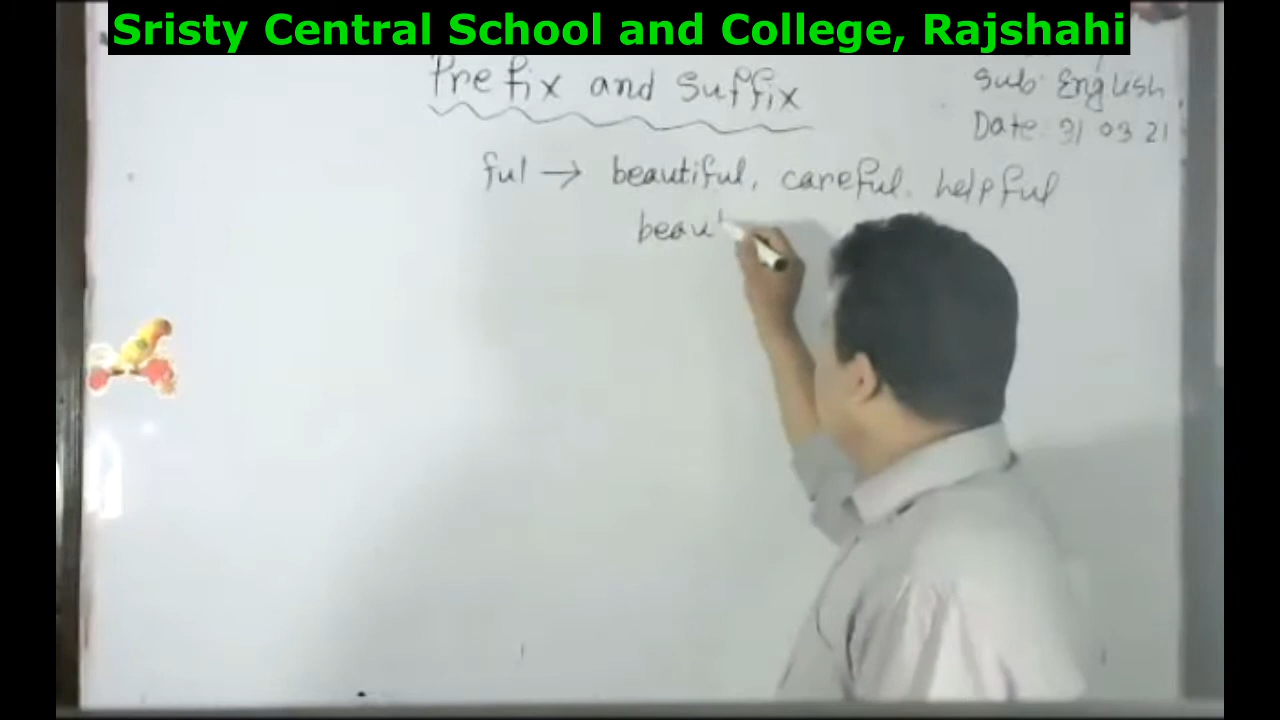 Sristy Central School and College, Rajshahi
Prefix and Suffix
Sub: English,
Date: 31 03 21
ful → beautiful, careful. helpful
beaut